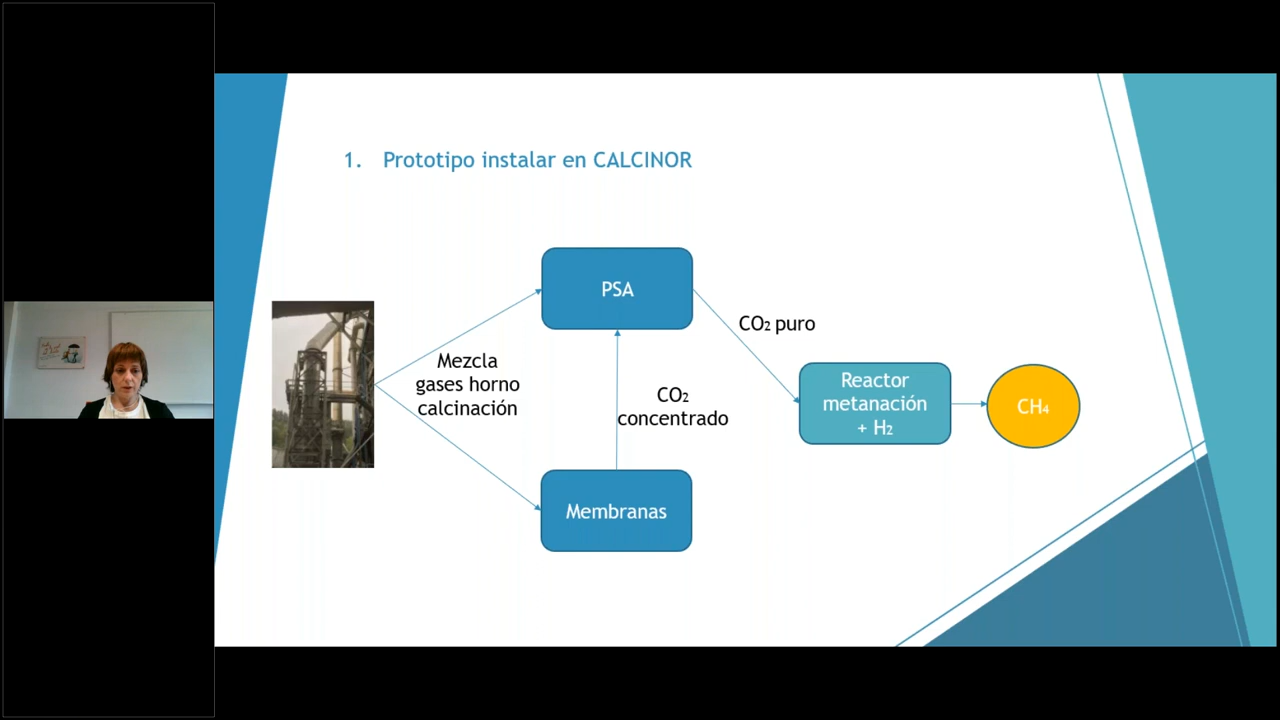 1. Prototipo instalar en CALCINOR
PSA
CO₂ puro
Mezcla
gases horno
calcinación
CO₂
concentrado
Reactor
metanación
+ H₂
CH₄
Membranas